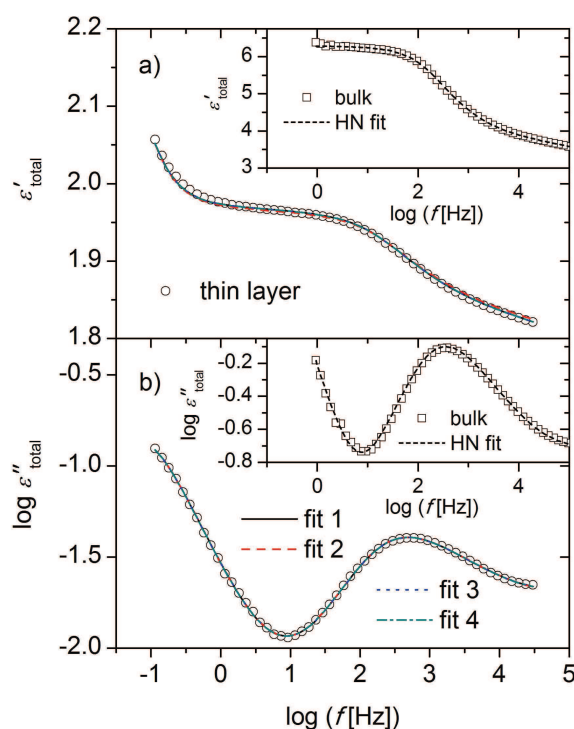 2.2
2.1
2.0
1.9
1.8
ε′total
a)
6
5
4
3
ε′total
bulk
HN fit
0 2 4
log (f [Hz])
thin layer
b)
-0.5
-1.0
-1.5
-2.0
log ε″total
-0.2
-0.4
-0.6
-0.8
log ε″total
bulk
HN fit
0 2 4
log (f [Hz])
fit 1
fit 2
fit 3
fit 4
-1 0 1 2 3 4 5
log (f [Hz])